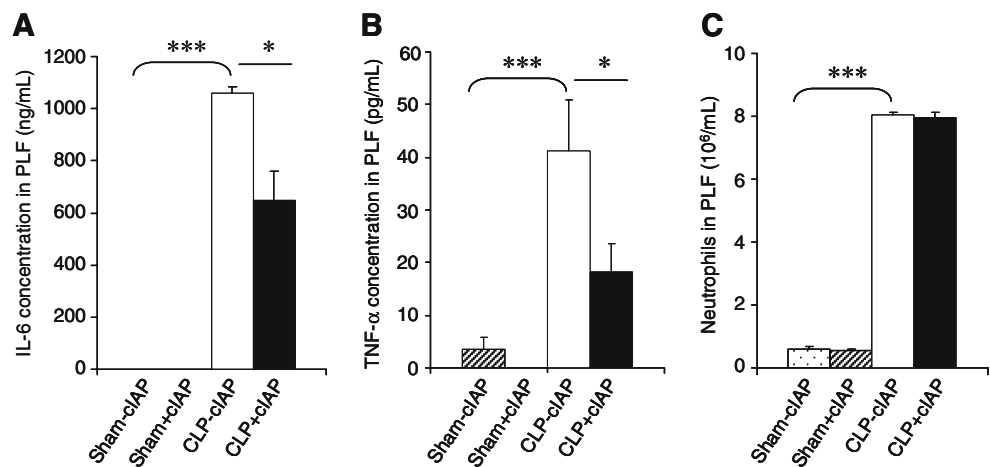 A
IL-6 concentration in PLF (ng/mL)
1200
1000
800
600
400
200
0
***
*
Sham-cIAP
Sham+cIAP
CLP-cIAP
CLP+cIAP
B
TNF-α concentration in PLF (pg/mL)
60
50
40
30
20
10
0
***
*
Sham-cIAP
Sham+cIAP
CLP-cIAP
CLP+cIAP
C
Neutrophils in PLF (10⁶/mL)
10
8
6
4
2
0
***
Sham-cIAP
Sham+cIAP
CLP-cIAP
CLP+cIAP